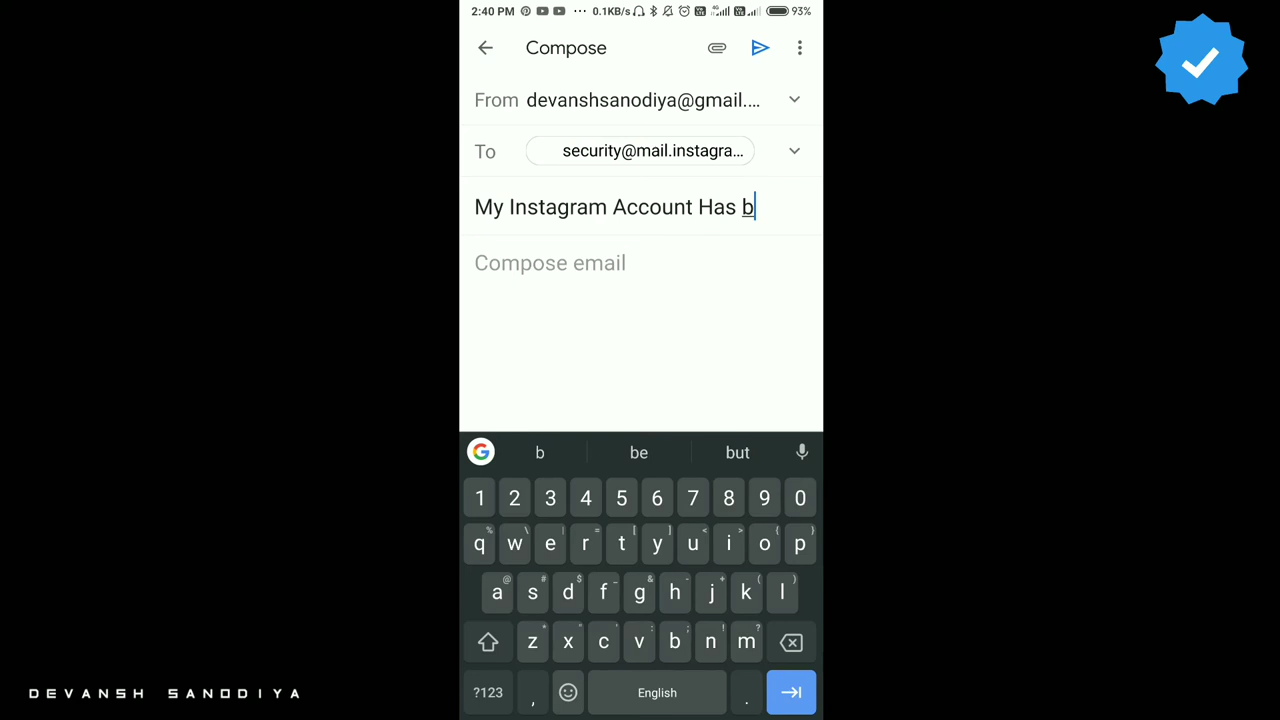 2:40 PM ... 0.1KB/s 4G 93%
Compose
From devanshsanodiya@gmail....
To security@mail.instagra...
My Instagram Account Has b
Compose email
b be but
1 2 3 4 5 6 7 8 9 0
% \ | = [ ] < > { }
q w e r t y u i o p
@ # $ _ & - + ( )
a s d f g h j k l
* " ' : ; ! ?
z x c v b n m
?123 , English .
DEVANSH SANODIYA